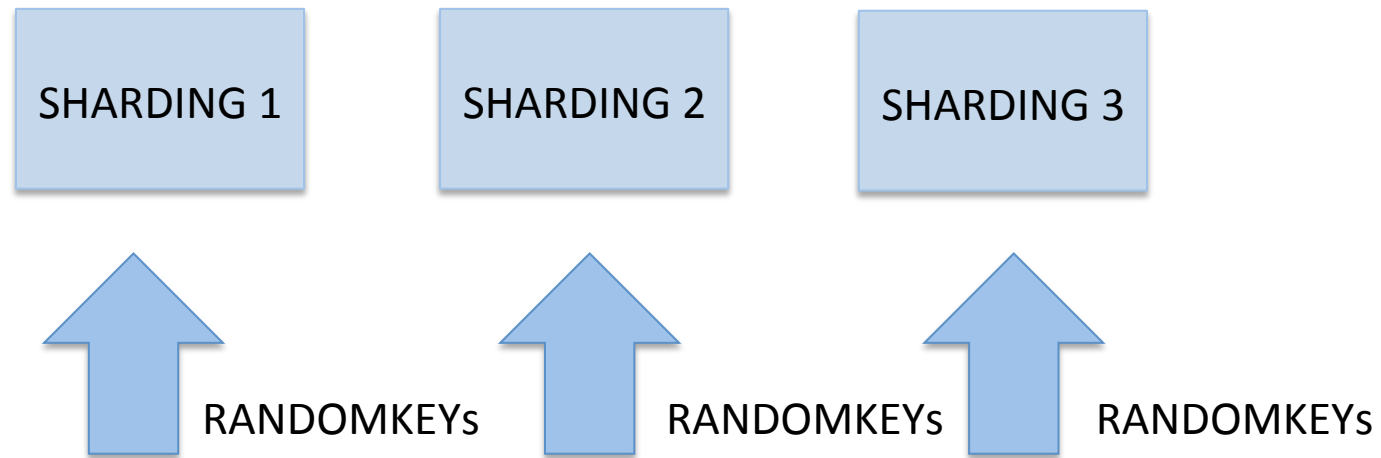 SHARDING 1
SHARDING 2
SHARDING 3
RANDOMKEYs
RANDOMKEYs
RANDOMKEYs